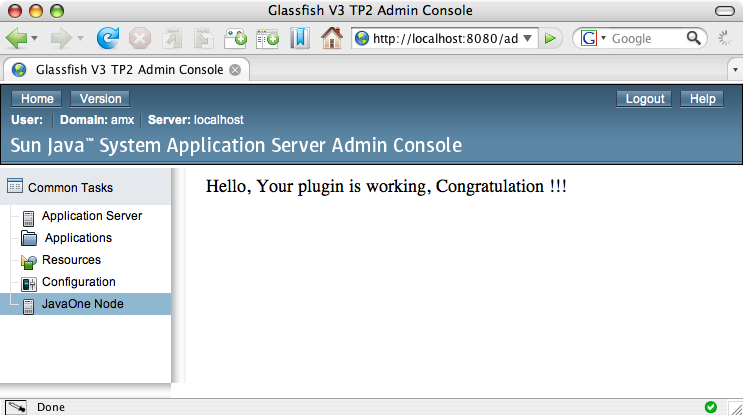 Glassfish V3 TP2 Admin Console
http://localhost:8080/ad
G Google
Glassfish V3 TP2 Admin Console
Home Version Logout Help
User: Domain: amx Server: localhost
Sun Java™ System Application Server Admin Console
Common Tasks
Hello, Your plugin is working, Congratulation !!!
Application Server
Applications
Resources
Configuration
JavaOne Node
Done